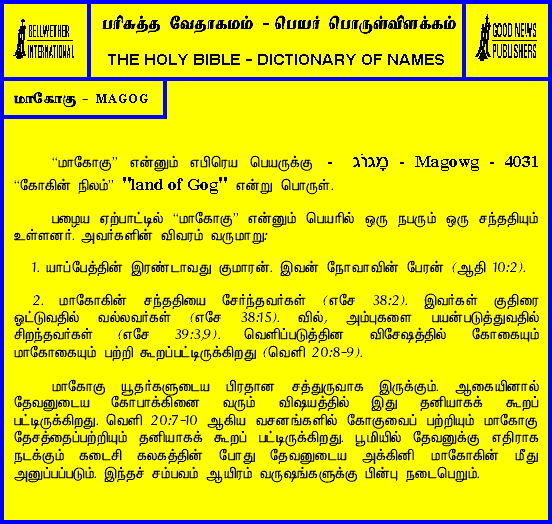 BELLWETHER
INTERNATIONAL
பரிசுத்த வேதாகமம் - பெயர் பொருள்விளக்கம்
THE HOLY BIBLE - DICTIONARY OF NAMES
GOOD NEWS
PUBLISHERS
மாகோகு - MAGOG
“மாகோகு” என்னும் எபிரெய பெயருக்கு - מָגוֹג - Magowg - 4031
“கோகின் நிலம்” "land of Gog" என்று பொருள்.
பழைய ஏற்பாட்டில் “மாகோகு” என்னும் பெயரில் ஒரு நபரும் ஒரு சந்ததியும்
உள்ளனர். அவர்களின் விவரம் வருமாறு:
1. யாப்பேத்தின் இரண்டாவது குமாரன். இவன் நோவாவின் பேரன் (ஆதி 10:2).
2. மாகோகின் சந்ததியை சேர்ந்தவர்கள் (எசே 38:2). இவர்கள் குதிரை
ஓட்டுவதில் வல்லவர்கள் (எசே 38:15). வில், அம்புகளை பயன்படுத்துவதில்
சிறந்தவர்கள் (எசே 39:3,9). வெளிப்படுத்தின விசேஷத்தில் கோகையும்
மாகோகையும் பற்றி கூறப்பட்டிருக்கிறது (வெளி 20:8-9).
மாகோகு யூதர்களுடைய பிரதான சத்துருவாக இருக்கும். ஆகையினால்
தேவனுடைய கோபாக்கினை வரும் விஷயத்தில் இது தனியாகக் கூறப்
பட்டிருக்கிறது. வெளி 20:7-10 ஆகிய வசனங்களில் கோகுவைப் பற்றியும் மாகோகு
தேசத்தைப்பற்றியும் தனியாகக் கூறப் பட்டிருக்கிறது. பூமியில் தேவனுக்கு எதிராக
நடக்கும் கடைசி கலகத்தின் போது தேவனுடைய அக்கினி மாகோகின் மீது
அனுப்பப்படும். இந்தச் சம்பவம் ஆயிரம் வருஷங்களுக்கு பின்பு நடைபெறும்.